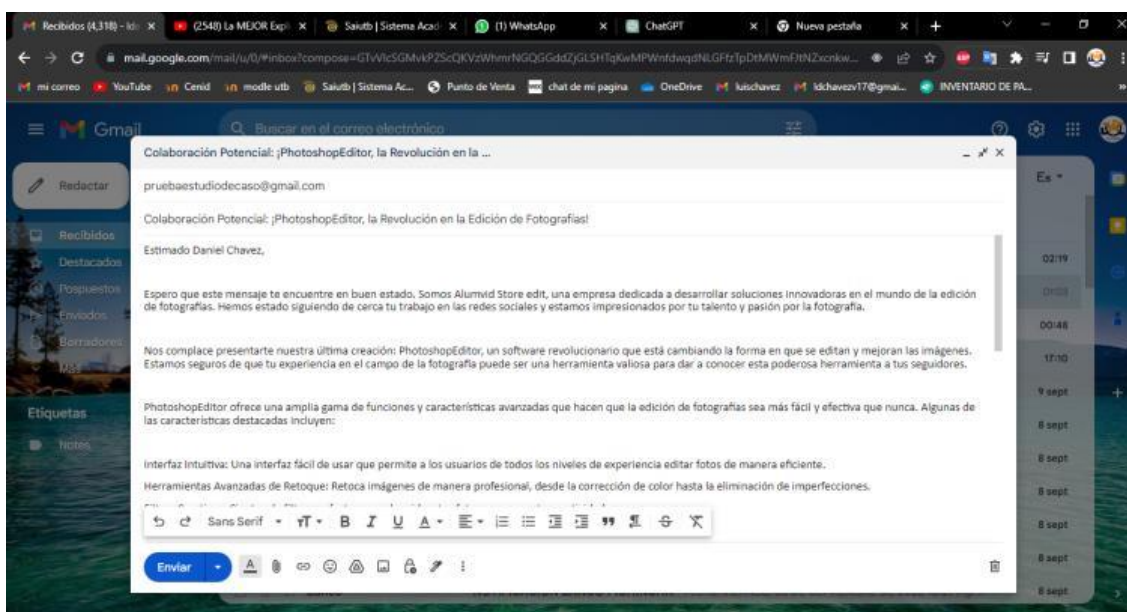 Recibidos (4,318) - Ido
(2548) La MEJOR Expli
Saiutb | Sistema Acad
(1) WhatsApp
ChatGPT
Nueva pestaña
mail.google.com/mail/u/0/#inbox?compose=
mi correo
YouTube
Cenid
modle utb
Saiutb | Sistema Ac...
Punto de Venta
chat de mi pagina
OneDrive
luischavez
ldchavezv17@gmai...
INVENTARIO DE PA...
Gmail
Buscar en el correo electrónico
Colaboración Potencial: ¡PhotoshopEditor, la Revolución en la ...
Redactar
pruebaestudiodecaso@gmail.com
Es
Colaboración Potencial: ¡PhotoshopEditor, la Revolución en la Edición de Fotografías!
Recibidos
Estimado Daniel Chavez,
Destacados
02:19
Pospuestos
Espero que este mensaje te encuentre en buen estado. Somos Alumvid Store edit, una empresa dedicada a desarrollar soluciones innovadoras en el mundo de la edición
de fotografías. Hemos estado siguiendo de cerca tu trabajo en las redes sociales y estamos impresionados por tu talento y pasión por la fotografía.
Enviados
00:48
Borradores
Nos complace presentarte nuestra última creación: PhotoshopEditor, un software revolucionario que está cambiando la forma en que se editan y mejoran las imágenes.
Estamos seguros de que tu experiencia en el campo de la fotografía puede ser una herramienta valiosa para dar a conocer esta poderosa herramienta a tus seguidores.
17:10
Más
9 sept
Etiquetas
PhotoshopEditor ofrece una amplia gama de funciones y características avanzadas que hacen que la edición de fotografías sea más fácil y efectiva que nunca. Algunas de
las características destacadas incluyen:
8 sept
Notes
Interfaz Intuitiva: Una interfaz fácil de usar que permite a los usuarios de todos los niveles de experiencia editar fotos de manera eficiente.
8 sept
Herramientas Avanzadas de Retoque: Retoca imágenes de manera profesional, desde la corrección de color hasta la eliminación de imperfecciones.
8 sept
Sans Serif
8 sept
Enviar
8 sept
8 sept